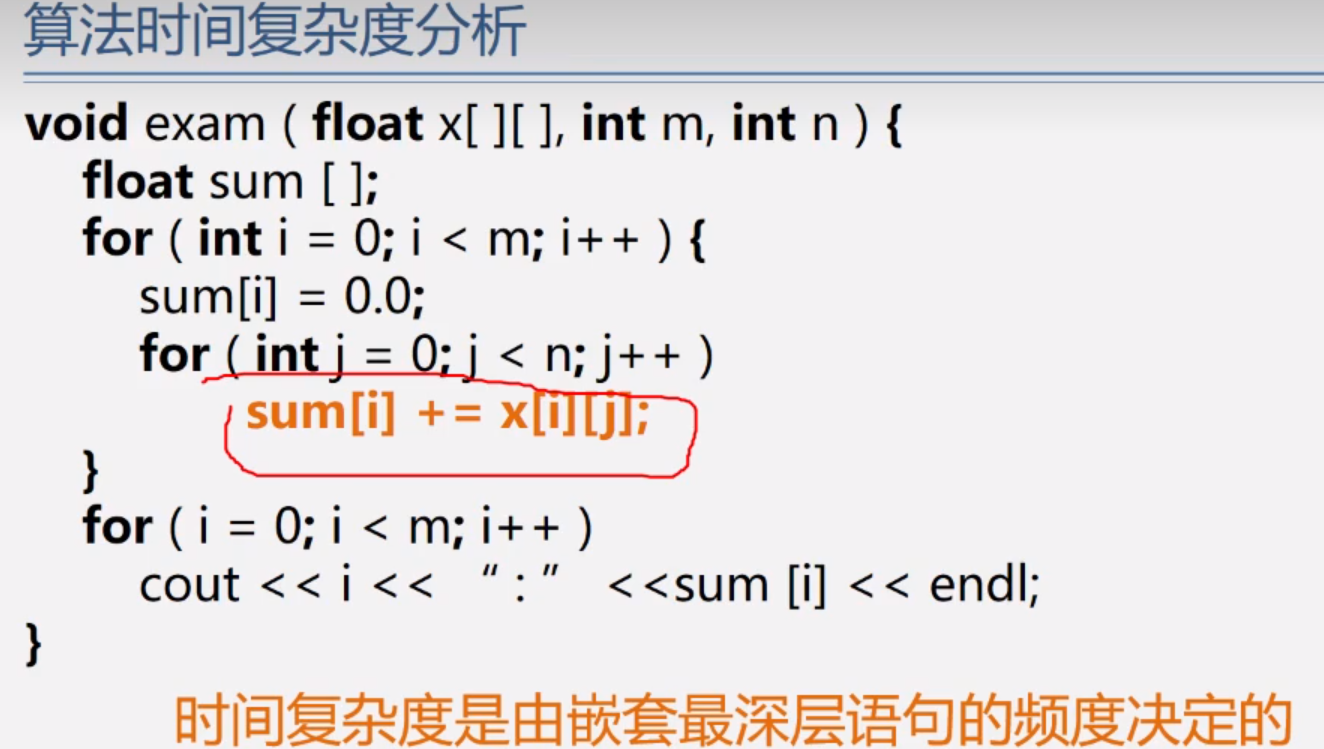 算法时间复杂度分析
void exam ( float x[ ][ ], int m, int n ) {
float sum [ ];
for ( int i = 0; i < m; i++ ) {
sum[i] = 0.0;
for ( int j = 0; j < n; j++ )
sum[i] += x[i][j];
}
for ( i = 0; i < m; i++ )
cout << i << “ : ” <<sum [i] << endl;
}
时间复杂度是由嵌套最深层语句的频度决定的